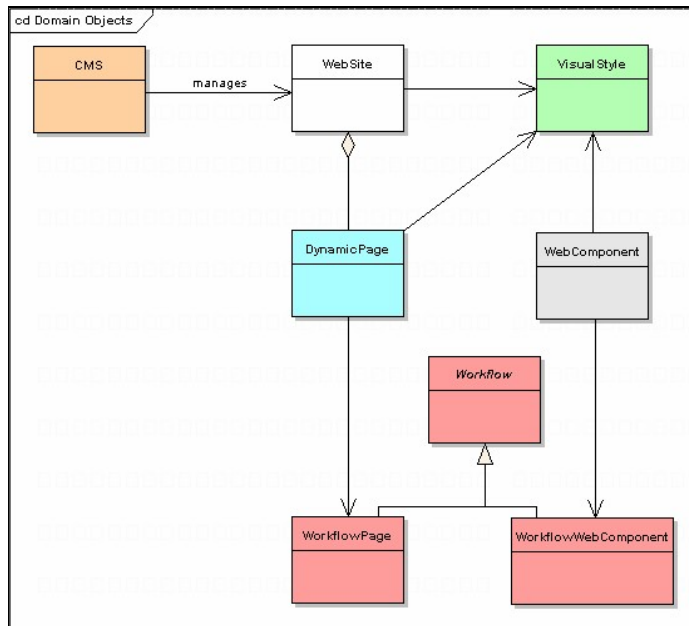 cd Domain Objects
CMS
manages
WebSite
VisualStyle
DynamicPage
WebComponent
Workflow
WorkflowPage
WorkflowWebComponent